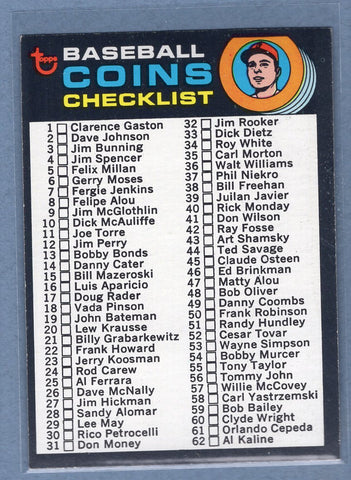 topps
BASEBALL
COINS
CHECKLIST
1 Clarence Gaston
2 Dave Johnson
3 Jim Bunning
4 Jim Spencer
5 Felix Millan
6 Gerry Moses
7 Fergie Jenkins
8 Felipe Alou
9 Jim McGlothlin
10 Dick McAuliffe
11 Joe Torre
12 Jim Perry
13 Bobby Bonds
14 Danny Cater
15 Bill Mazeroski
16 Luis Aparicio
17 Doug Rader
18 Vada Pinson
19 John Bateman
20 Lew Krausse
21 Billy Grabarkewitz
22 Frank Howard
23 Jerry Koosman
24 Rod Carew
25 Al Ferrara
26 Dave McNally
27 Jim Hickman
28 Sandy Alomar
29 Lee May
30 Rico Petrocelli
31 Don Money
32 Jim Rooker
33 Dick Dietz
34 Roy White
35 Carl Morton
36 Walt Williams
37 Phil Niekro
38 Bill Freehan
39 Julian Javier
40 Rick Monday
41 Don Wilson
42 Ray Fosse
43 Art Shamsky
44 Ted Savage
45 Claude Osteen
46 Ed Brinkman
47 Matty Alou
48 Bob Oliver
49 Danny Coombs
50 Frank Robinson
51 Randy Hundley
52 Cesar Tovar
53 Wayne Simpson
54 Bobby Murcer
55 Tony Taylor
56 Tommy John
57 Willie McCovey
58 Carl Yastrzemski
59 Bob Bailey
60 Clyde Wright
61 Orlando Cepeda
62 Al Kaline